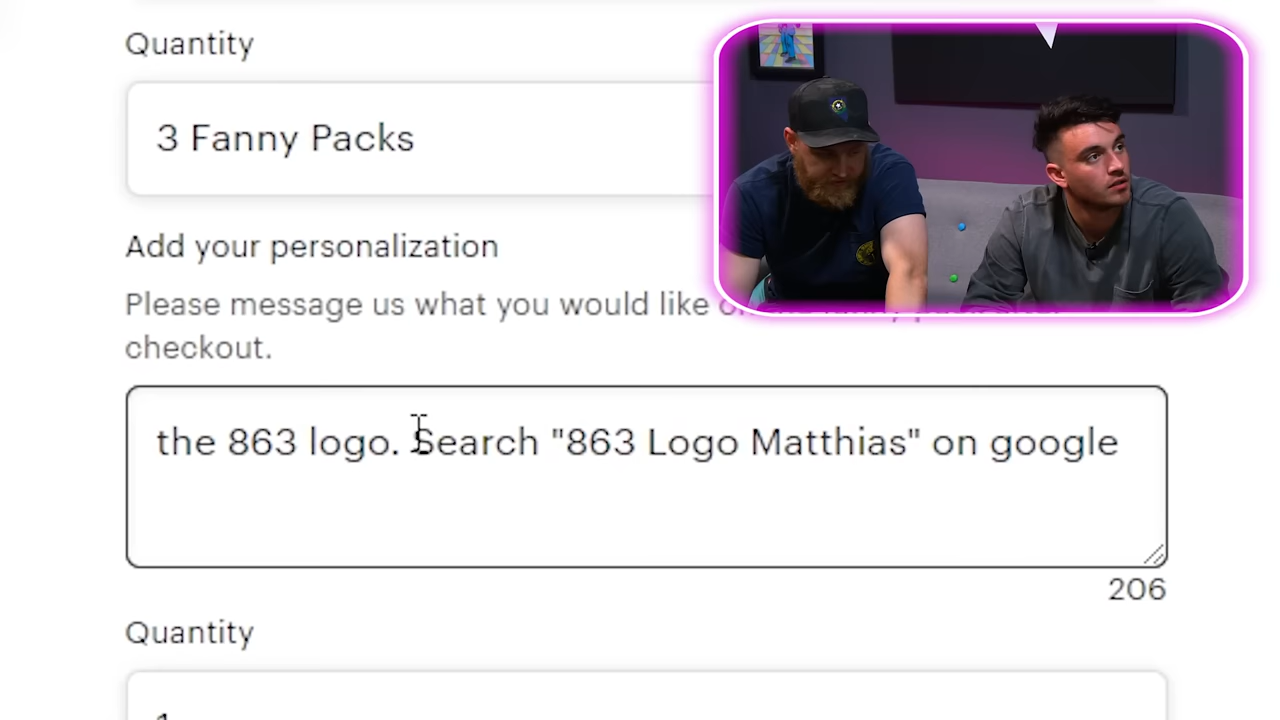 Quantity
3 Fanny Packs
Add your personalization
Please message us what you would like
checkout.
the 863 logo. Search "863 Logo Matthias" on google
206
Quantity
1